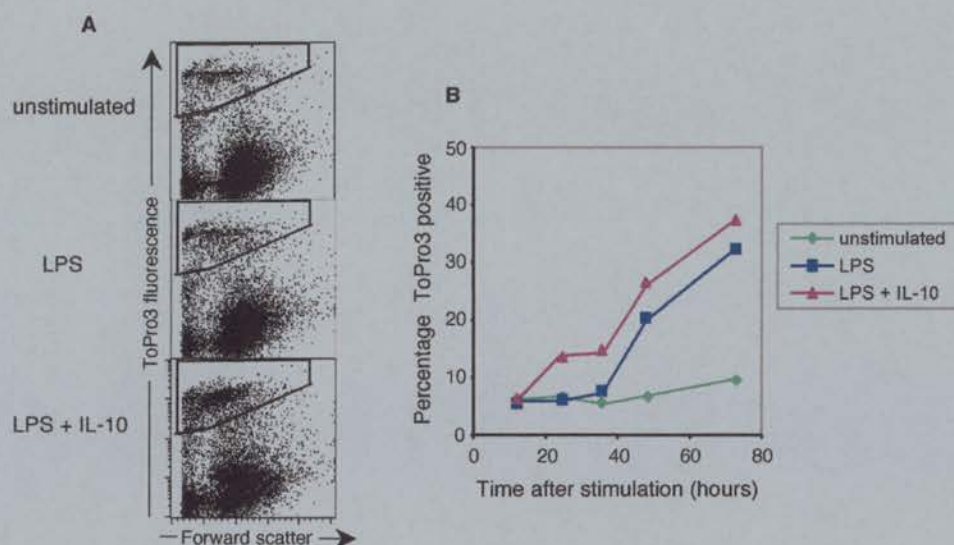 A
unstimulated
LPS
LPS + IL-10
ToPro3 fluorescence
Forward scatter
B
Percentage ToPro3 positive
50
40
30
20
10
0
0 20 40 60 80
Time after stimulation (hours)
unstimulated
LPS
LPS + IL-10